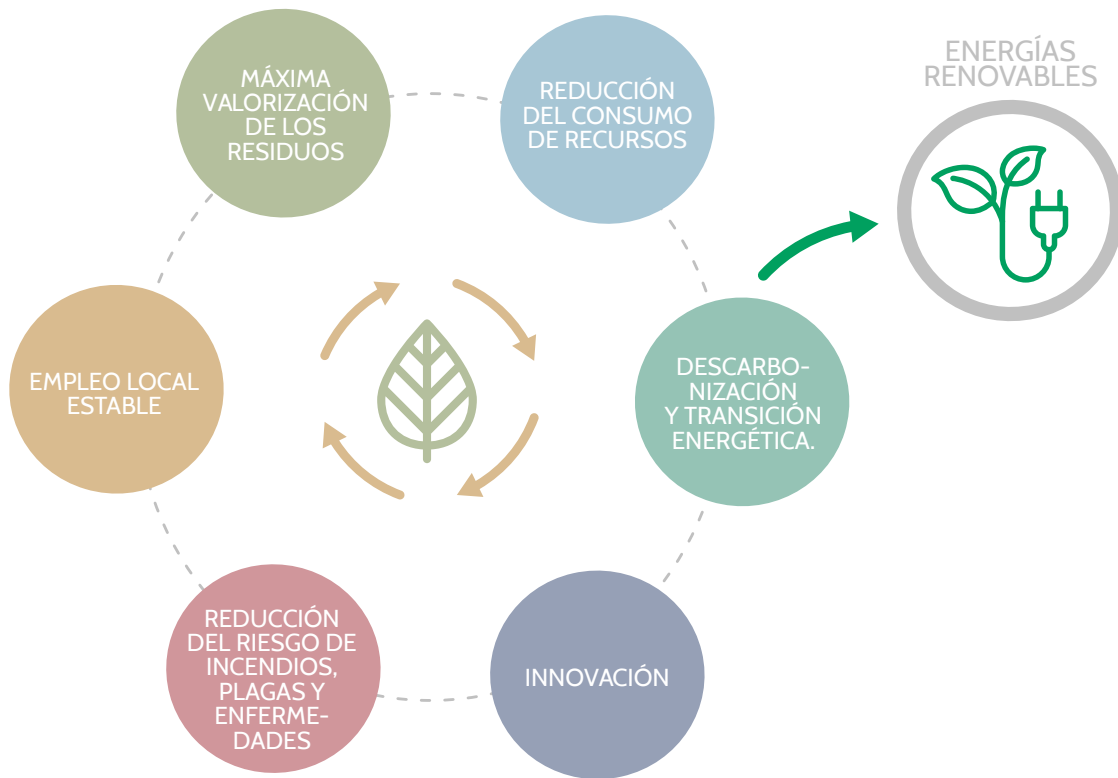 MÁXIMA
VALORIZACIÓN
DE LOS
RESIDUOS
REDUCCIÓN
DEL CONSUMO
DE RECURSOS
ENERGÍAS
RENOVABLES
EMPLEO LOCAL
ESTABLE
DESCARBO-
NIZACIÓN
Y TRANSICIÓN
ENERGÉTICA.
REDUCCIÓN
DEL RIESGO DE
INCENDIOS,
PLAGAS Y
ENFERME-
DADES
INNOVACIÓN